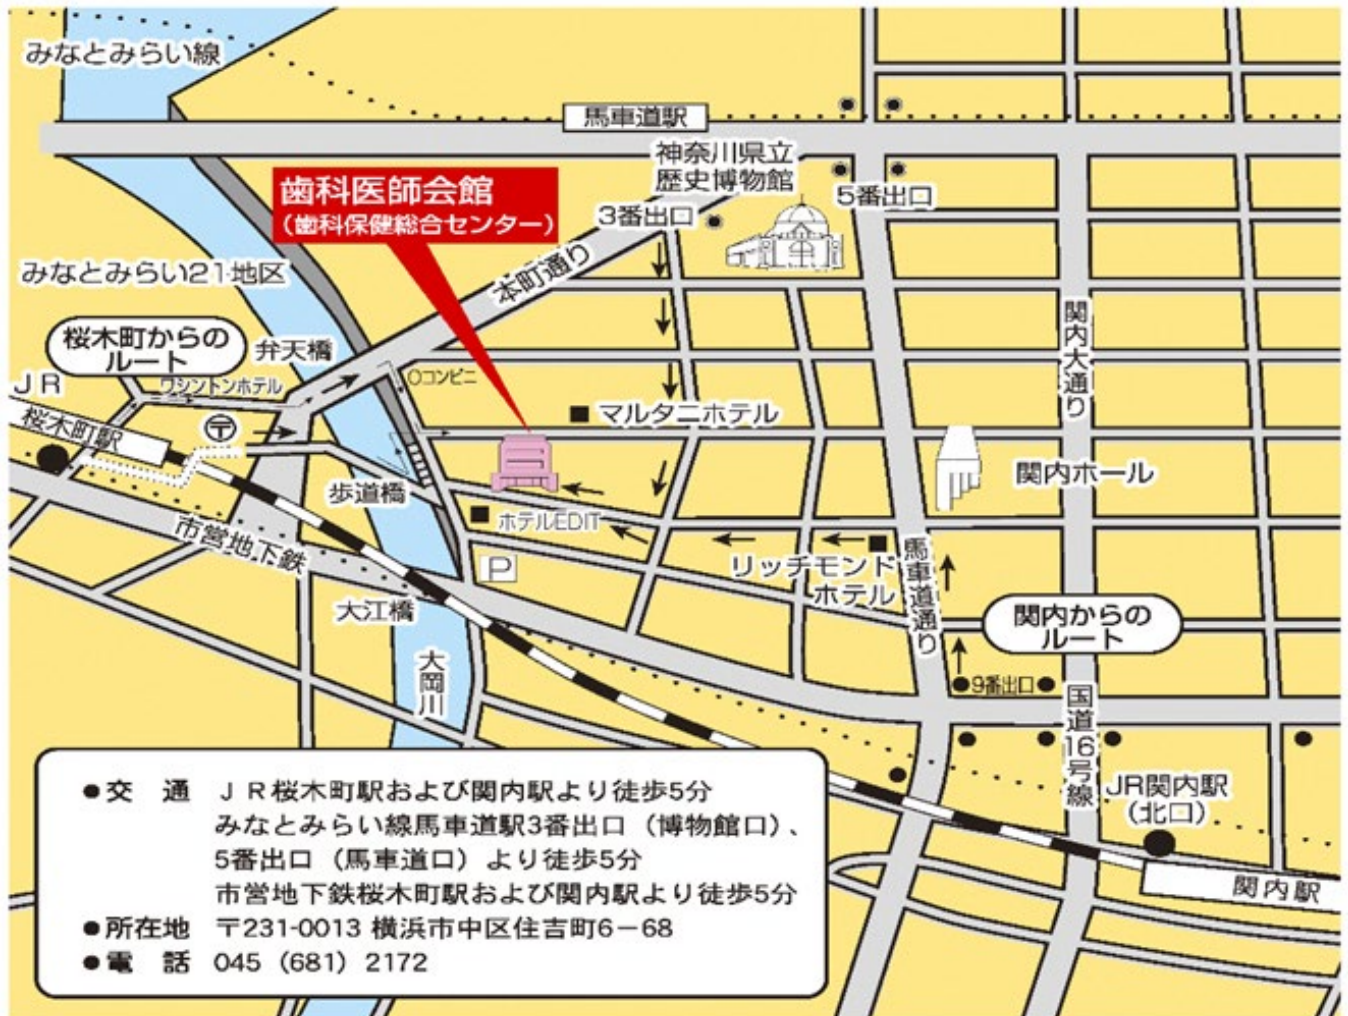 みなとみらい線
馬車道駅
神奈川県立
歴史博物館
歯科医師会館
（歯科保健総合センター）
3番出口
5番出口
本町通り
みなとみらい21地区
桜木町からの
ルート
弁天橋
ワシントンホテル
○コンビニ
関内大通り
JR
桜木町駅
〒
マルタニホテル
関内ホール
歩道橋
ホテルEDIT
市営地下鉄
P
リッチモンド
ホテル
馬車道通り
大江橋
関内からの
ルート
大岡川
9番出口
国道16号線
JR関内駅
（北口）
関内駅
●交 通 JR桜木町駅および関内駅より徒歩5分
みなとみらい線馬車道駅3番出口（博物館口）、
5番出口（馬車道口）より徒歩5分
市営地下鉄桜木町駅および関内駅より徒歩5分
●所在地 〒231-0013 横浜市中区住吉町6－68
●電 話 045（681）2172